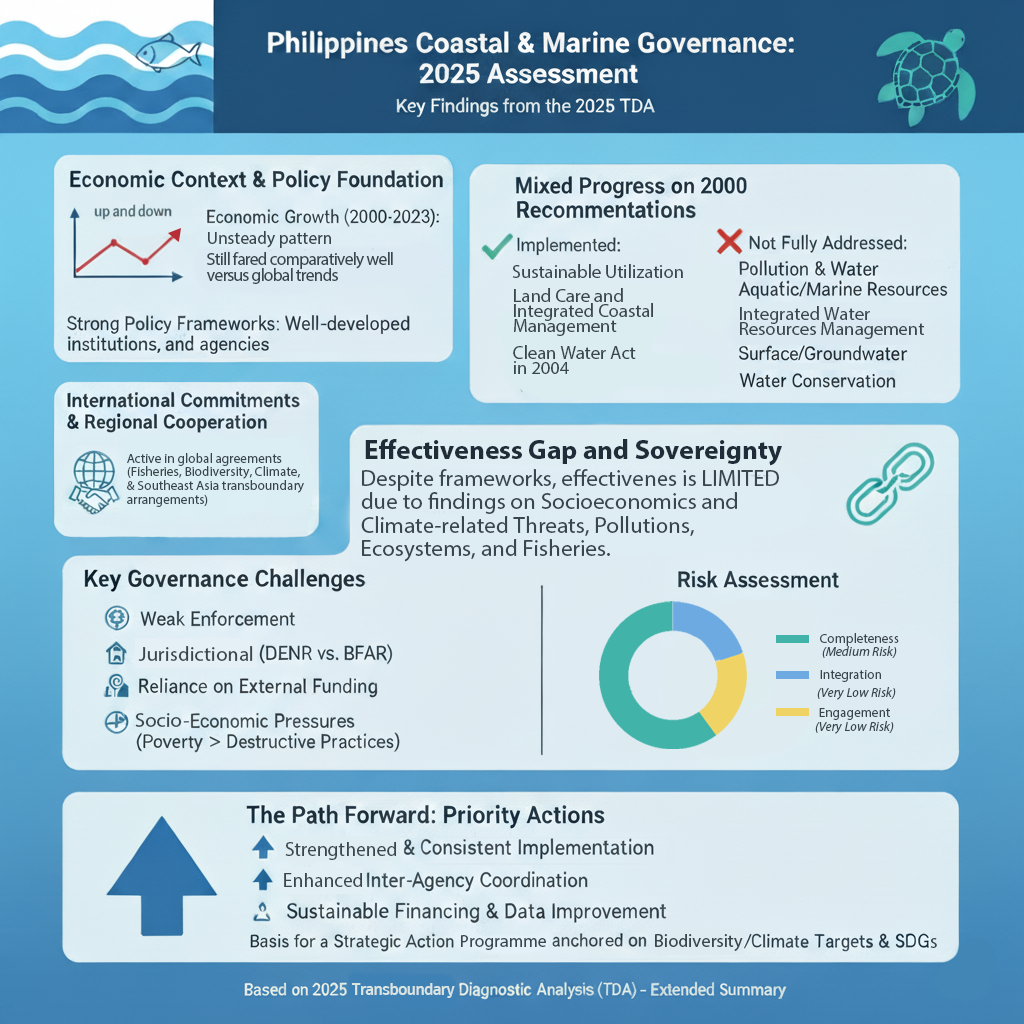 Philippines Coastal & Marine Governance:
2025 Assessment
Key Findings from the 2025 TDA
Economic Context & Policy Foundation
up and down
Economic Growth (2000-2023):
Unsteady pattern
Still fared comparatively well
versus global trends
Strong Policy Frameworks: Well-developed
institutions, and agencies
Mixed Progress on 2000
Recommentations
Implemented:
Sustainable Utilization
Land Care and
Integrated Coastal
Management
Clean Water Act
in 2004
Not Fully Addressed:
Pollution & Water
Aquatic/Marine Resources
Integrated Water
Resources Management
Surface/Groundwater
Water Conservation
International Commitments
& Regional Cooperation
Active in global agreements
(Fisheries, Biodiversity, Climate,
& Southeast Asia transboundary
arrangements)
Effectiveness Gap and Sovereignty
Despite frameworks, effectivenes is LIMITED
due to findings on Socioeconomics and
Climate-related Threats, Pollutions,
Ecosystems, and Fisheries.
Key Governance Challenges
Weak Enforcement
Jurisdictional (DENR vs. BFAR)
Reliance on External Funding
Socio-Economic Pressures
(Poverty > Destructive Practices)
Risk Assessment
Completeness
(Medium Risk)
Integration
(Very Low Risk)
Engagement
(Very Low Risk)
The Path Forward: Priority Actions
Strengthened & Consistent Implementation
Enhanced Inter-Agency Coordination
Sustainable Financing & Data Improvement
Basis for a Strategic Action Programme anchored on Biodiversity/Climate Targets & SDGs
Based on 2025 Transboundary Diagnostic Analysis (TDA) - Extended Summary